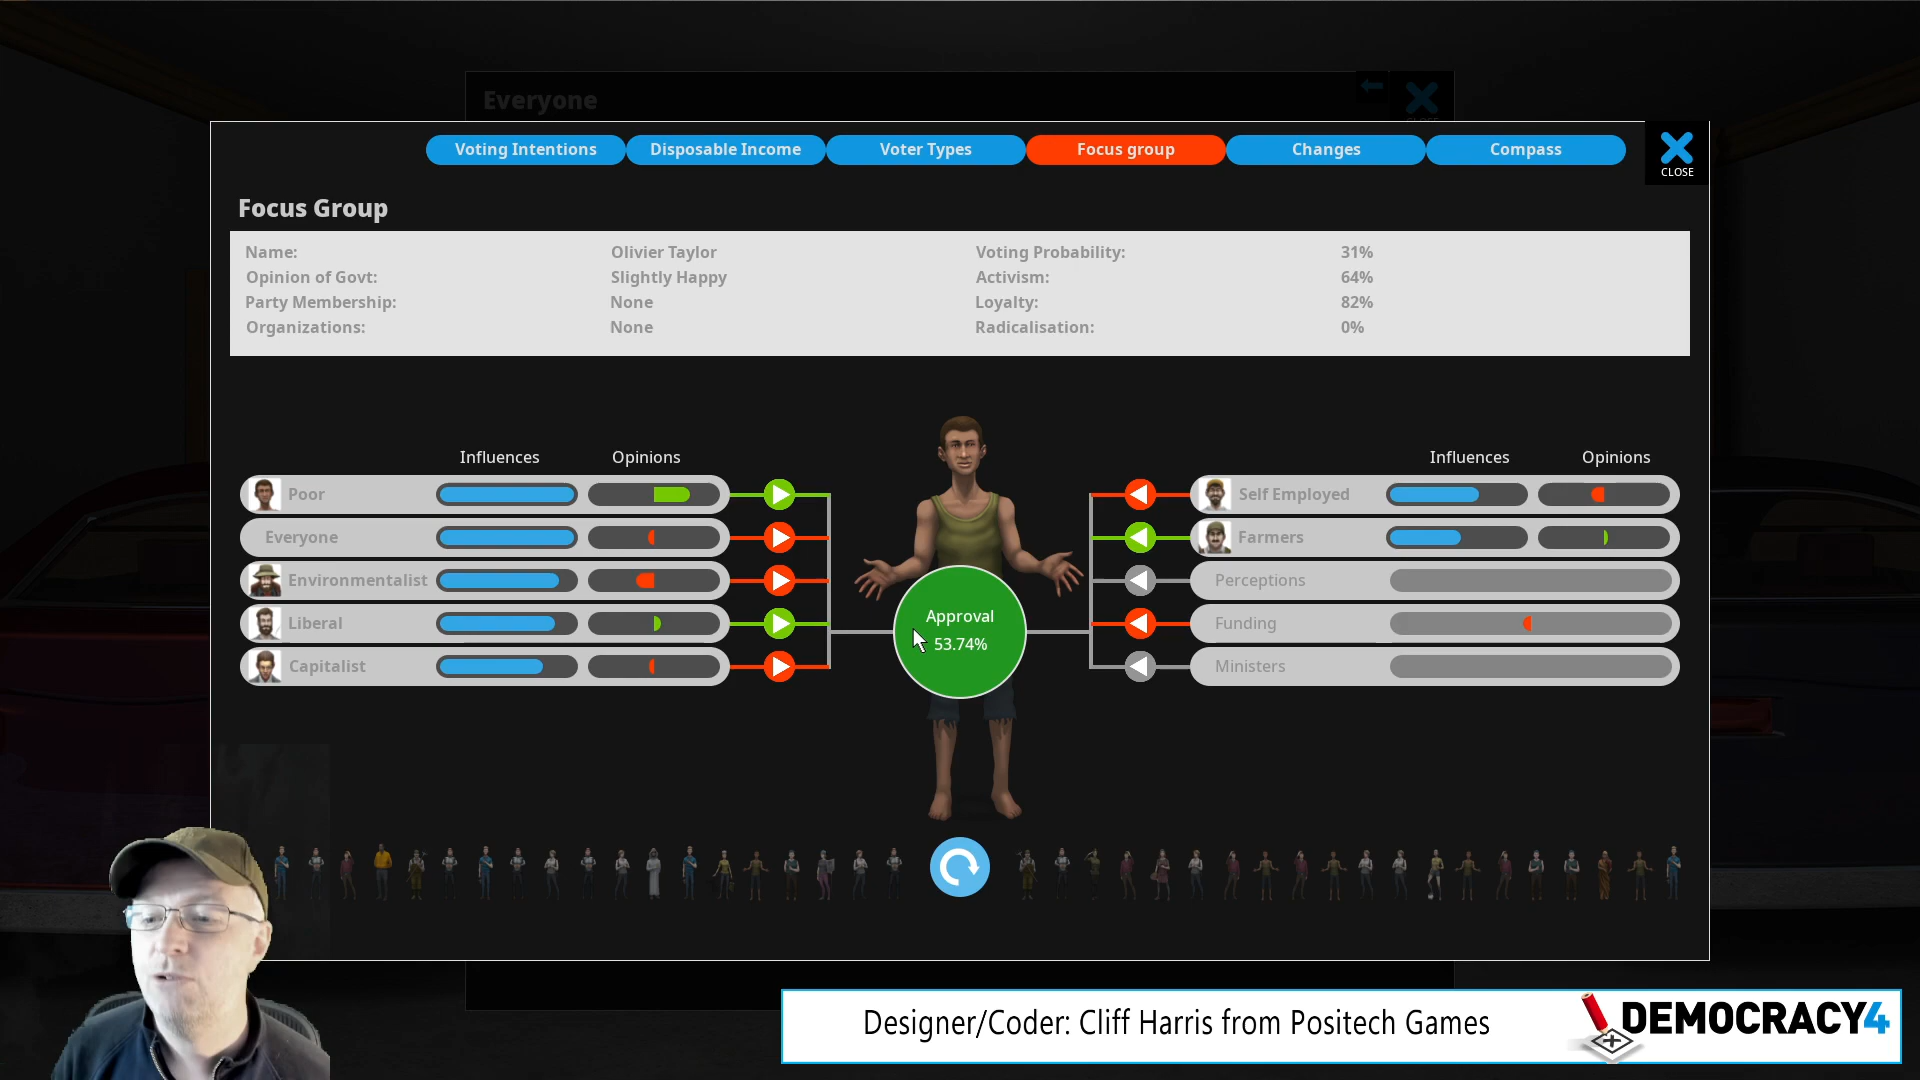 Everyone
Voting Intentions
Disposable Income
Voter Types
Focus group
Changes
Compass
CLOSE
Focus Group
Name: Olivier Taylor Voting Probability: 31%
Opinion of Govt: Slightly Happy Activism: 64%
Party Membership: None Loyalty: 82%
Organizations: None Radicalisation: 0%
Influences Opinions
Poor
Everyone
Environmentalist
Liberal
Capitalist
Approval
53.74%
Influences Opinions
Self Employed
Farmers
Perceptions
Funding
Ministers
Designer/Coder: Cliff Harris from Positech Games
DEMOCRACY4